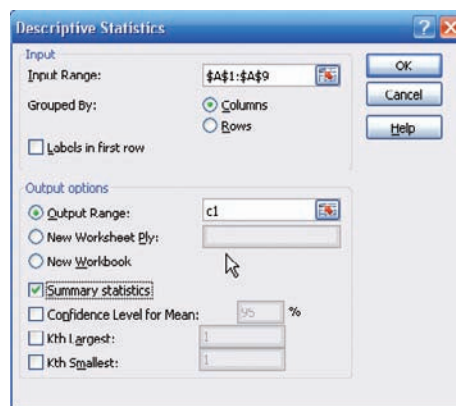 Descriptive Statistics
Input
Input Range:
$A$1:$A$9
OK
Grouped By:
Columns
Cancel
Rows
Help
Labels in first row
Output options
Output Range:
c1
New Worksheet Ply:
New Workbook
Summary statistics
Confidence Level for Mean:
95
%
Kth Largest:
1
Kth Smallest:
1